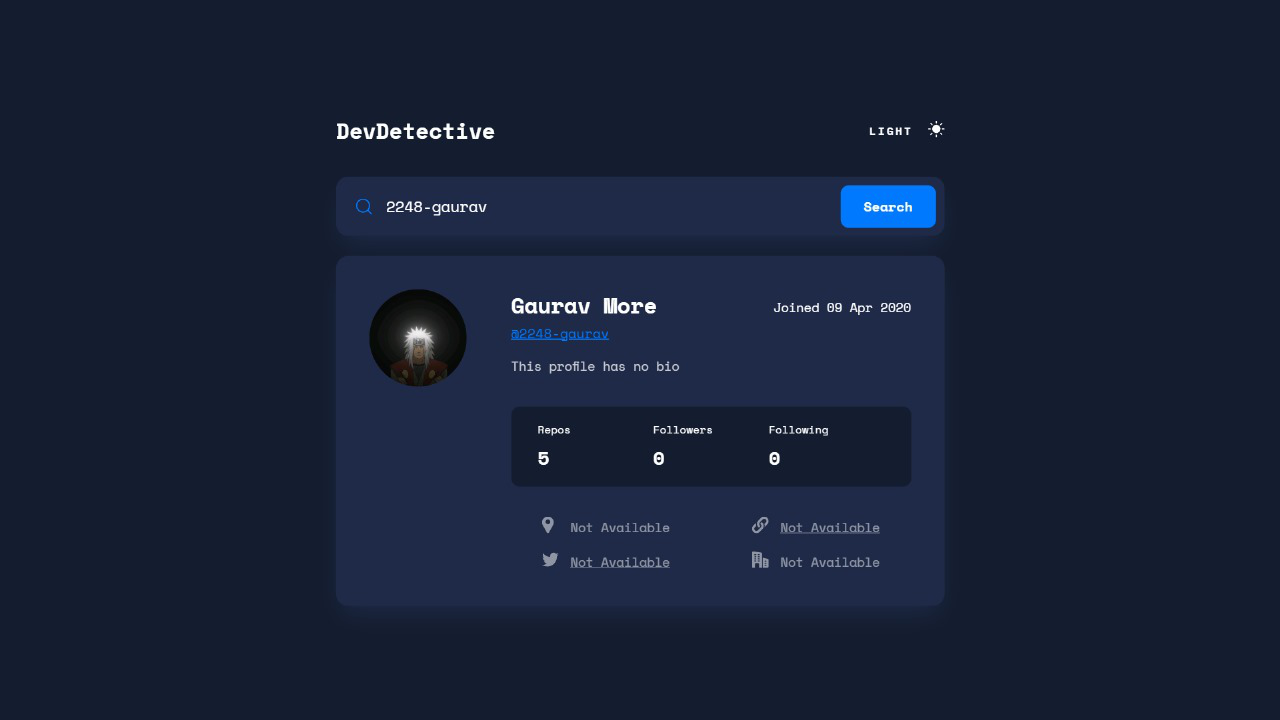 DevDetective
LIGHT
2248-gaurav
Search
Gaurav More
Joined 09 Apr 2020
@2248-gaurav
This profile has no bio
Repos
Followers
Following
5
0
0
Not Available
Not Available
Not Available
Not Available